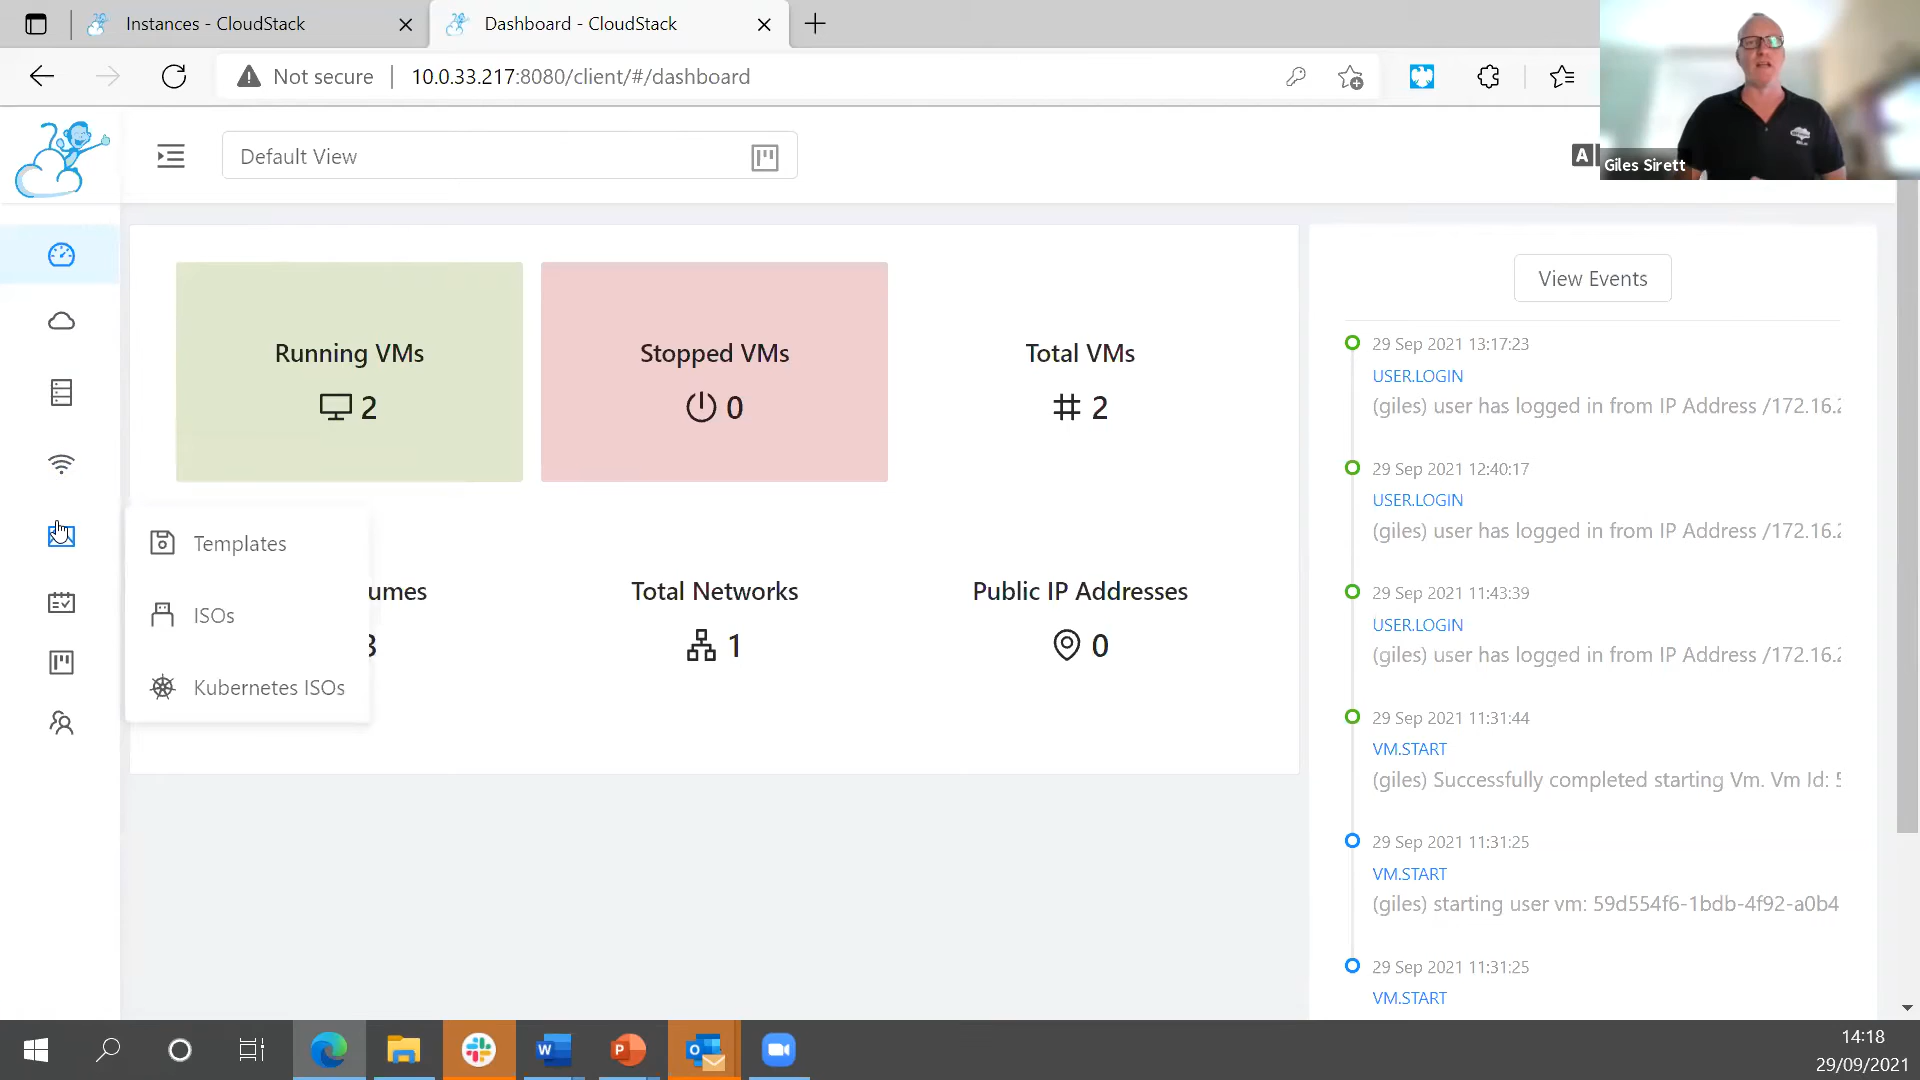 Instances - CloudStack
Dashboard - CloudStack
Not secure
10.0.33.217:8080/client/#/dashboard
Default View
A
Giles Sirett
Running VMs
2
Stopped VMs
0
Total VMs
2
Templates
ISOs
Kubernetes ISOs
umes
3
Total Networks
1
Public IP Addresses
0
View Events
29 Sep 2021 13:17:23
USER.LOGIN
(giles) user has logged in from IP Address /172.16.2
29 Sep 2021 12:40:17
USER.LOGIN
(giles) user has logged in from IP Address /172.16.2
29 Sep 2021 11:43:39
USER.LOGIN
(giles) user has logged in from IP Address /172.16.2
29 Sep 2021 11:31:44
VM.START
(giles) Successfully completed starting Vm. Vm Id: 5
29 Sep 2021 11:31:25
VM.START
(giles) starting user vm: 59d554f6-1bdb-4f92-a0b4
29 Sep 2021 11:31:25
VM.START
14:18
29/09/2021